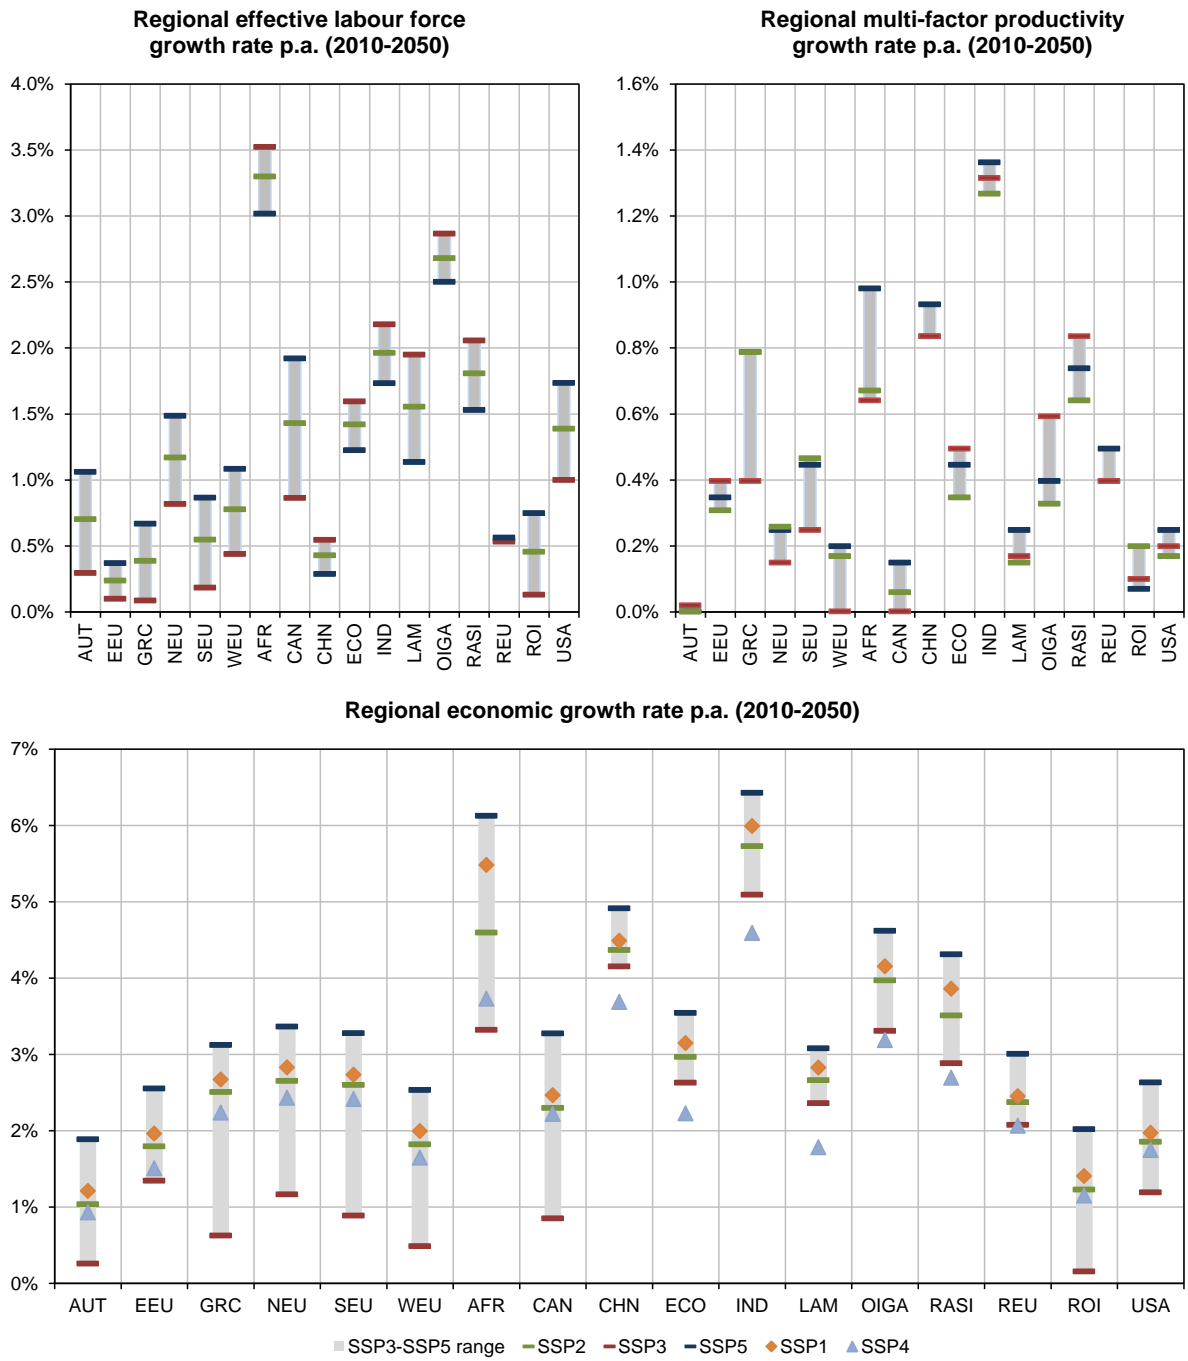 Regional effective labour force
growth rate p.a. (2010-2050)
4.0%
3.5%
3.0%
2.5%
2.0%
1.5%
1.0%
0.5%
0.0%
AUT EEU GRC NEU SEU WEU AFR CAN CHN ECO IND LAM OIGA RASI REU ROI USA
Regional multi-factor productivity
growth rate p.a. (2010-2050)
1.6%
1.4%
1.2%
1.0%
0.8%
0.6%
0.4%
0.2%
0.0%
AUT EEU GRC NEU SEU WEU AFR CAN CHN ECO IND LAM OIGA RASI REU ROI USA
Regional economic growth rate p.a. (2010-2050)
7%
6%
5%
4%
3%
2%
1%
0%
AUT EEU GRC NEU SEU WEU AFR CAN CHN ECO IND LAM OIGA RASI REU ROI USA
SSP3-SSP5 range SSP2 SSP3 SSP5 SSP1 SSP4